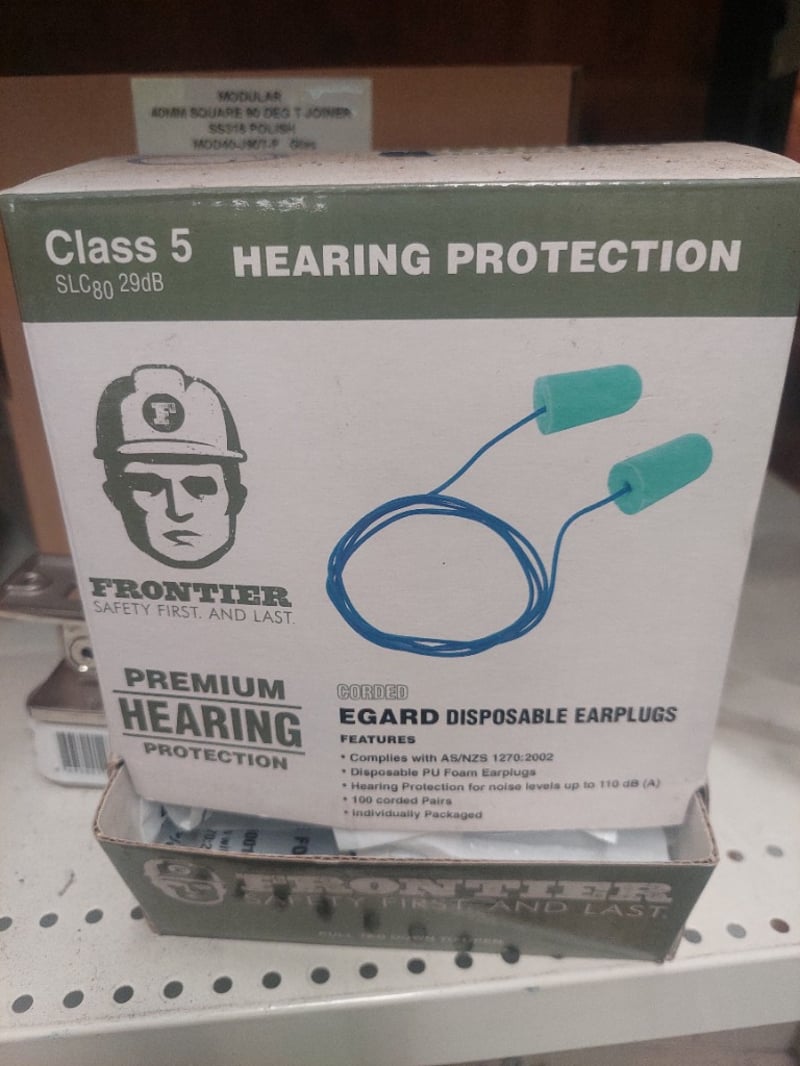 MODULAR
40MM SQUARE 90 DEG T JOINER
SS316 POLISH
Class 5
SLC80 29dB
HEARING PROTECTION
F
FRONTIER
SAFETY FIRST. AND LAST.
PREMIUM
HEARING
PROTECTION
CORDED
EGARD DISPOSABLE EARPLUGS
FEATURES
• Complies with AS/NZS 1270:2002
• Disposable PU Foam Earplugs
• Hearing Protection for noise levels up to 110 dB (A)
• 100 corded Pairs
• Individually Packaged
FRONTIER
SAFETY FIRST. AND LAST.